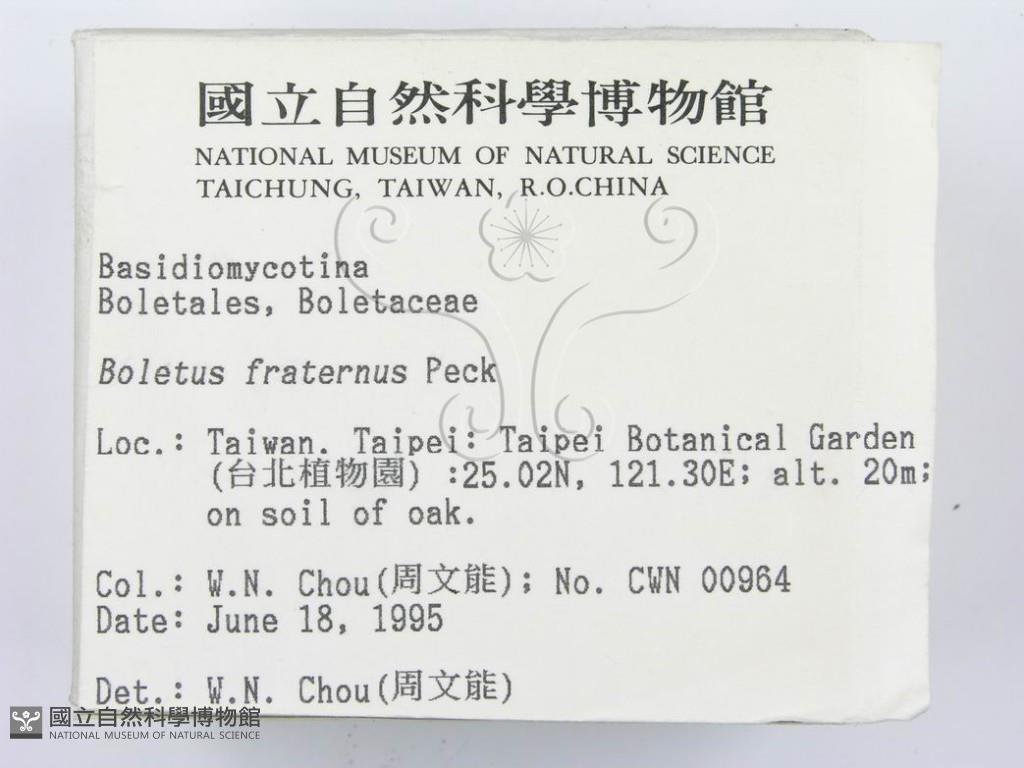 國立自然科學博物館
NATIONAL MUSEUM OF NATURAL SCIENCE
TAICHUNG, TAIWAN, R.O.CHINA
Basidiomycotina
Boletales, Boletaceae
Boletus fraternus Peck
Loc.: Taiwan. Taipei: Taipei Botanical Garden
(台北植物園) :25.02N, 121.30E; alt. 20m;
on soil of oak.
Col.: W.N. Chou(周文能); No. CWN 00964
Date: June 18, 1995
Det.: W.N. Chou(周文能)
國立自然科學博物館
NATIONAL MUSEUM OF NATURAL SCIENCE